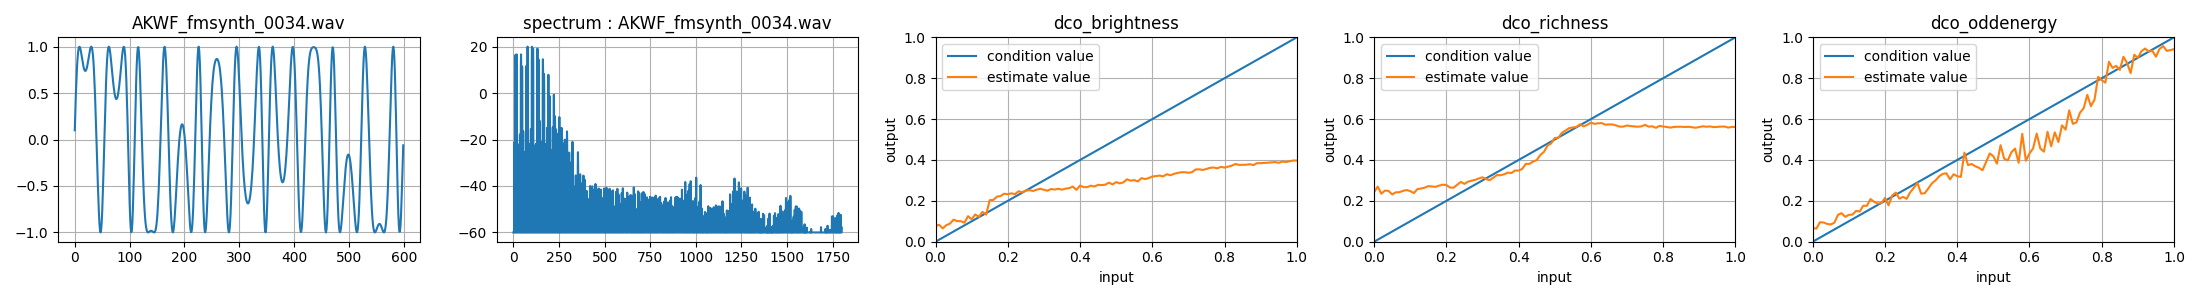 AKWF_fmsynth_0034.wav
1.0
0.5
0.0
−0.5
−1.0
0 100 200 300 400 500 600
spectrum : AKWF_fmsynth_0034.wav
20
0
−20
−40
−60
0 250 500 750 1000 1250 1500 1750
dco_brightness
condition value
estimate value
output
1.0
0.8
0.6
0.4
0.2
0.0
0.0 0.2 0.4 0.6 0.8 1.0
input
dco_richness
condition value
estimate value
output
1.0
0.8
0.6
0.4
0.2
0.0
0.0 0.2 0.4 0.6 0.8 1.0
input
dco_oddenergy
condition value
estimate value
output
1.0
0.8
0.6
0.4
0.2
0.0
0.0 0.2 0.4 0.6 0.8 1.0
input